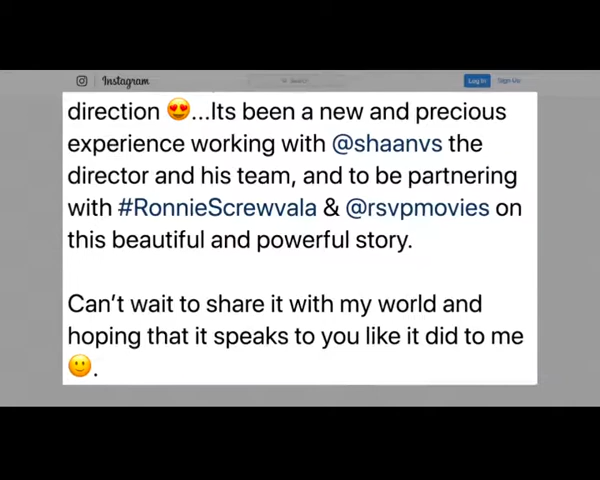 Instagram
Search
Log In
Sign Up
direction 😍...Its been a new and precious
experience working with @shaanvs the
director and his team, and to be partnering
with #RonnieScrewvala & @rsvpmovies on
this beautiful and powerful story.
Can't wait to share it with my world and
hoping that it speaks to you like it did to me
🙂.